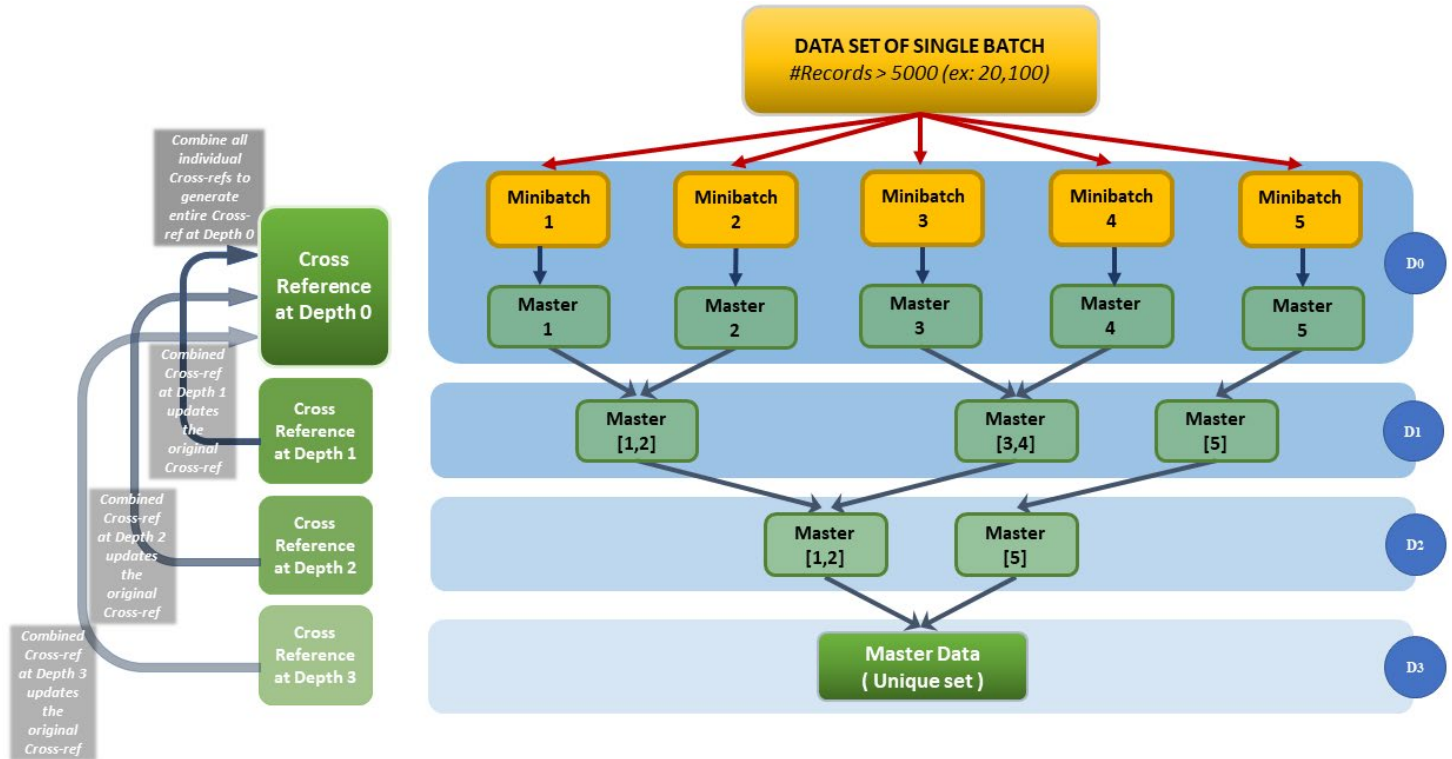 DATA SET OF SINGLE BATCH
#Records > 5000 (ex: 20,100)
Combine all
individual
Cross-refs to
generate
entire Cross-
ref at Depth 0
Cross
Reference
at Depth 0
Minibatch
1
Minibatch
2
Minibatch
3
Minibatch
4
Minibatch
5
D0
Master
1
Master
2
Master
3
Master
4
Master
5
Combined
Cross-ref
at Depth 1
updates
the
original
Cross-ref
Cross
Reference
at Depth 1
Master
[1,2]
Master
[3,4]
Master
[5]
D1
Combined
Cross-ref
at Depth 2
updates
the
original
Cross-ref
Cross
Reference
at Depth 2
Master
[1,2]
Master
[5]
D2
Combined
Cross-ref
at Depth 3
updates
the
original
Cross-ref
Cross
Reference
at Depth 3
Master Data
( Unique set )
D3